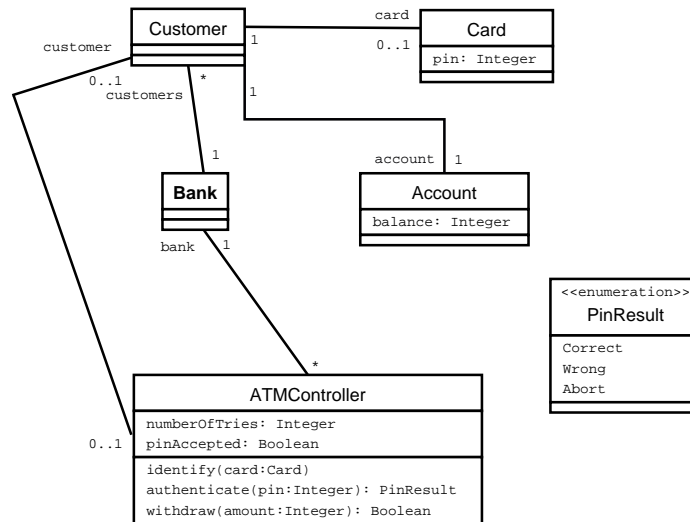 Customer
1
card
0..1
Card
pin: Integer
customer
0..1
customers
*
1
account
1
1
Bank
bank
1
Account
balance: Integer
<<enumeration>>
PinResult
Correct
Wrong
Abort
*
0..1
ATMController
numberOfTries: Integer
pinAccepted: Boolean
identify(card:Card)
authenticate(pin:Integer): PinResult
withdraw(amount:Integer): Boolean